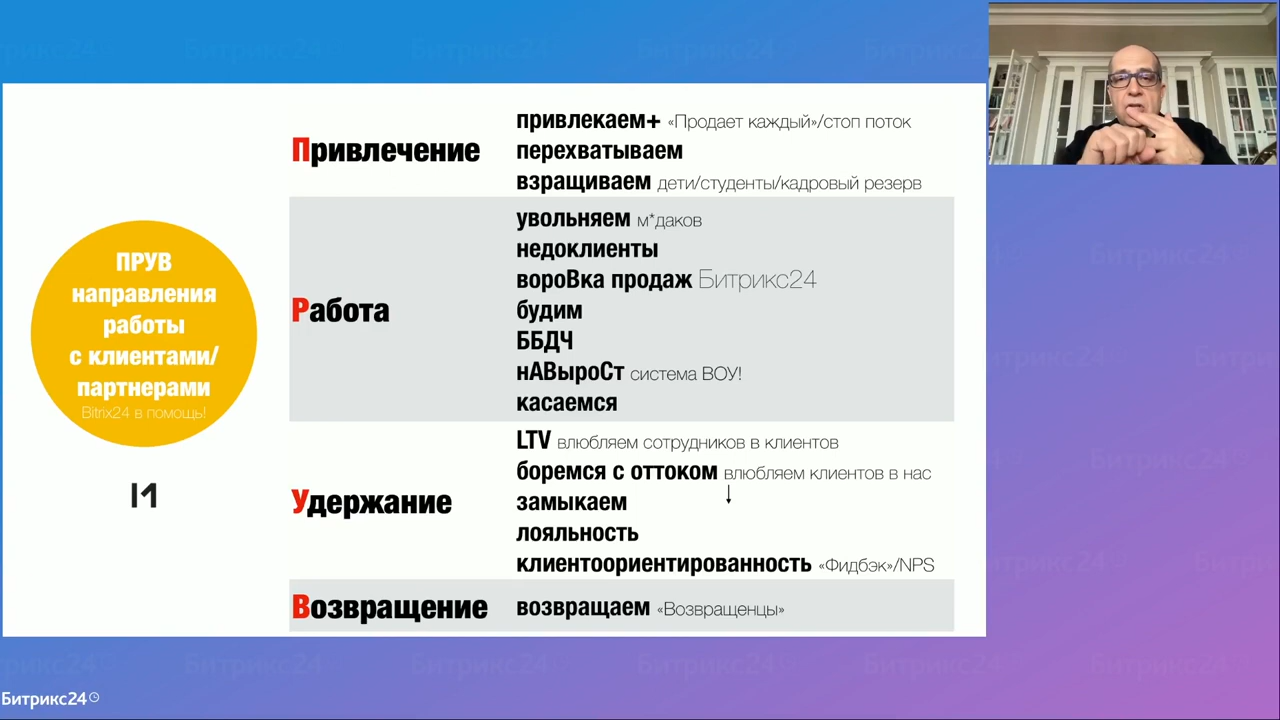 ПРУВ
направления
работы
с клиентами/
партнерами
Bitrix24 в помощь!
Привлечение
привлекаем+ «Продает каждый»/стоп поток
перехватываем
взращиваем дети/студенты/кадровый резерв
Работа
увольняем м*даков
недоклиенты
вороВка продаж Битрикс24
будим
ББДЧ
нАВыроСт система ВОУ!
касаемся
Удержание
LTV влюбляем сотрудников в клиентов
боремся с оттоком влюбляем клиентов в нас
замыкаем
лояльность
клиентоориентированность «Фидбэк»/NPS
Возвращение
возвращаем «Возвращенцы»
Битрикс24